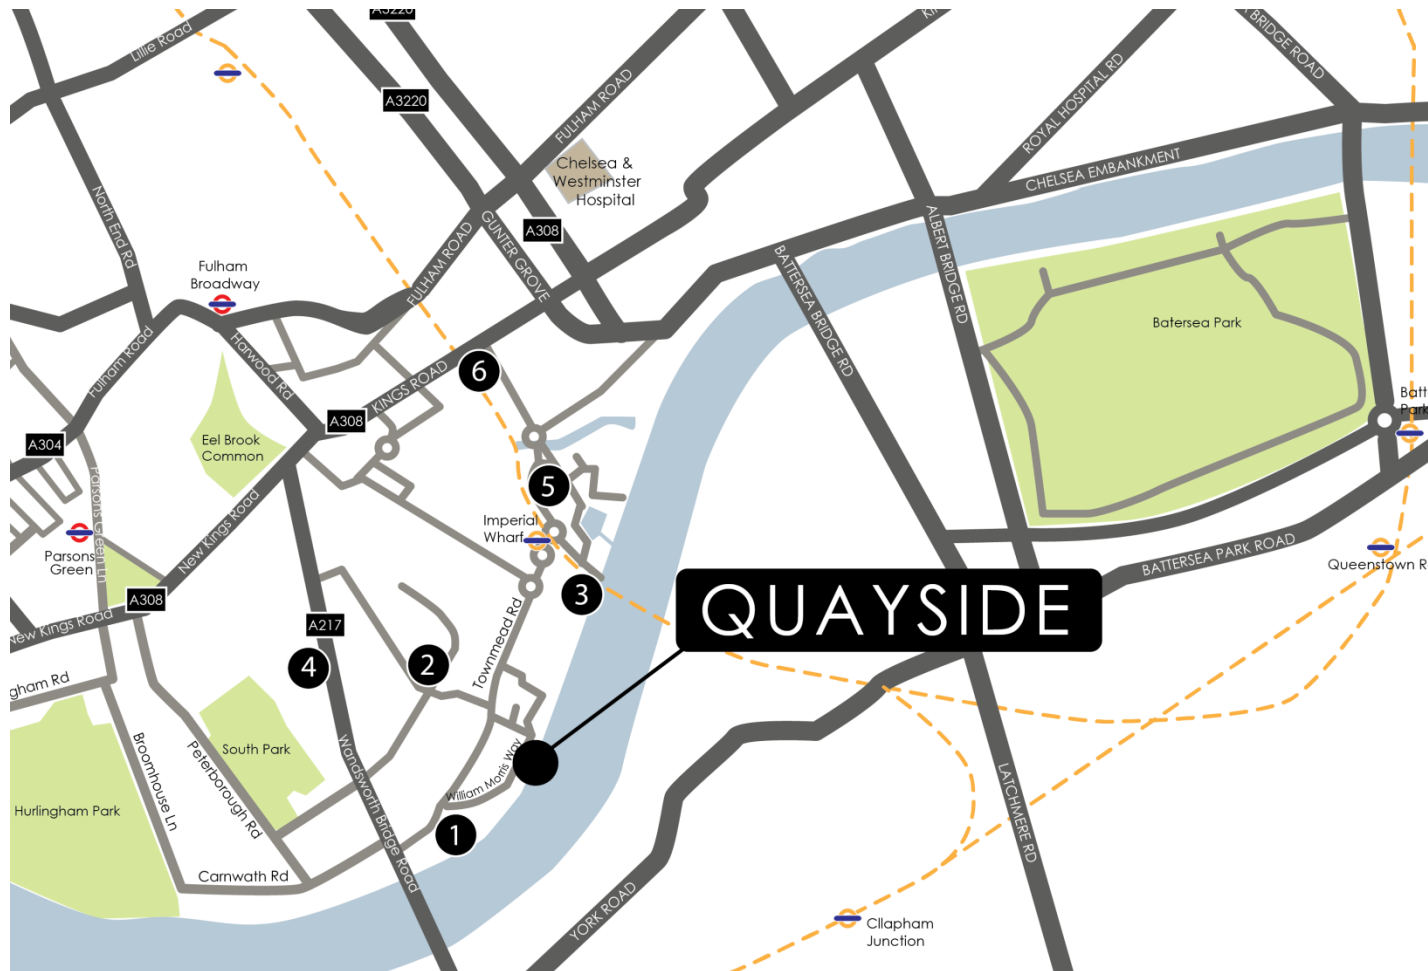 A3220
Lillie Road
KIN
BRIDGE ROAD
A3220
FULHAM ROAD
ROYAL HOSPITAL RD
Chelsea &
Westminster
Hospital
CHELSEA EMBANKMENT
North End Rd
GUNTER GROVE
A308
ALBERT BRIDGE RD
FULHAM ROAD
BATTERSEA BRIDGE RD
Fulham
Broadway
Batersea Park
Fulham Road
Harwood Rd
KINGS ROAD
6
A308
Batt
Park
A304
Eel Brook
Common
Parsons Green Ln
5
New Kings Road
Imperial
Wharf
Parsons
Green
BATTERSEA PARK ROAD
Queenstown R
A308
3
New Kings Road
A217
QUAYSIDE
Townmead Rd
4
2
gham Rd
South Park
Broomhouse Ln
Peterborough Rd
Wandsworth Bridge Road
William Morris Way
Hurlingham Park
1
LATCHMERE RD
Carnwath Rd
YORK ROAD
Cllapham
Junction